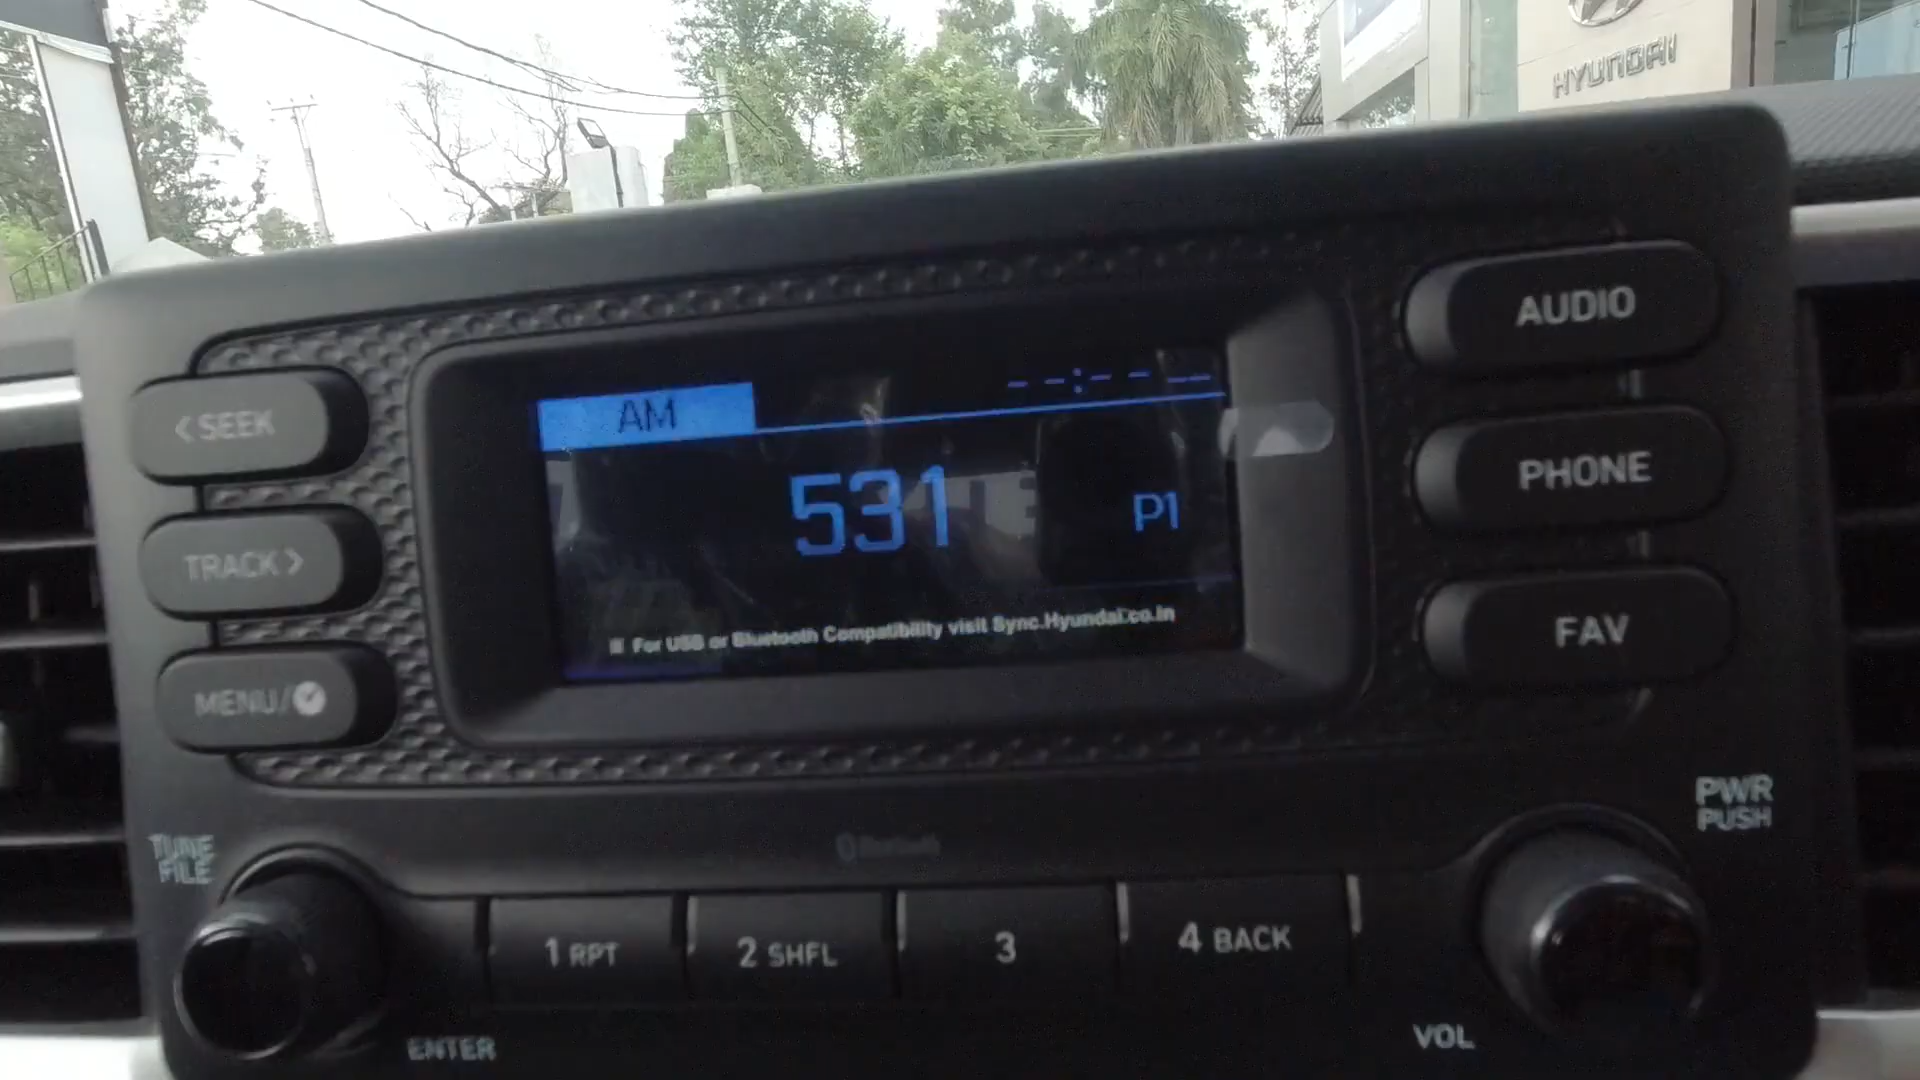 HYUNDAI
AUDIO
< SEEK
AM
--:-- --
PHONE
531
P1
TRACK >
FAV
For USB or Bluetooth Compatibility visit Sync.Hyundai.co.in
MENU/
PWR
PUSH
TUNE
FILE
Bluetooth
1 RPT
2 SHFL
3
4 BACK
ENTER
VOL